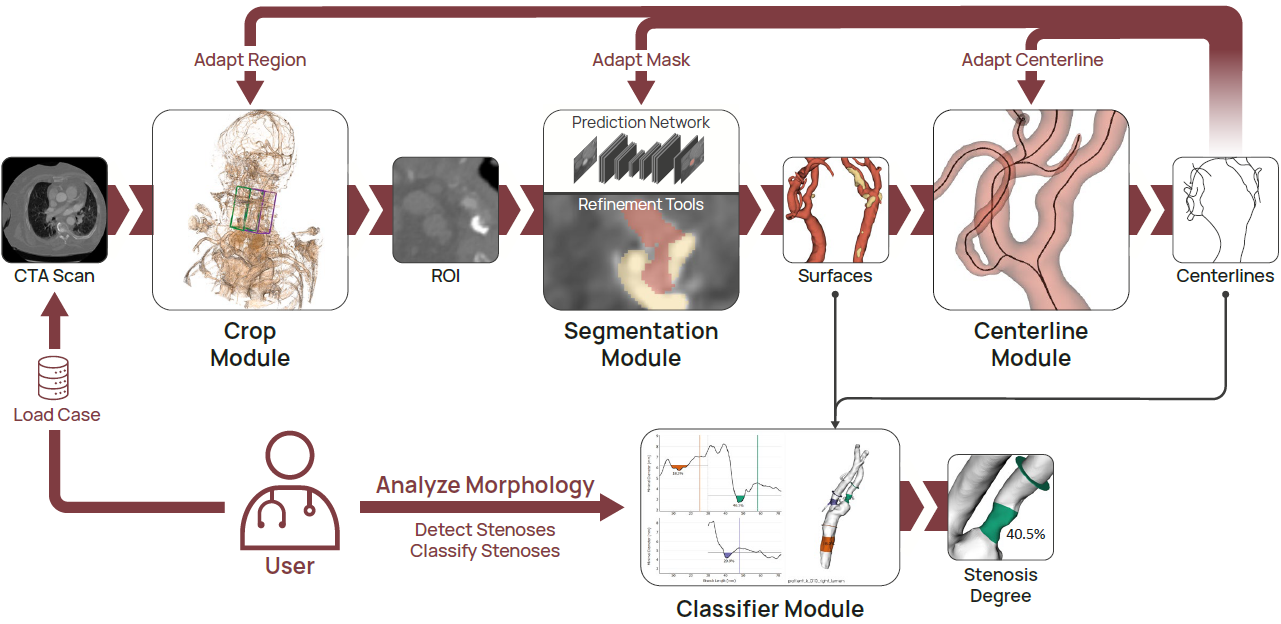 Adapt Region
Adapt Mask
Adapt Centerline
Prediction Network
Refinement Tools
CTA Scan
ROI
Surfaces
Centerlines
Crop
Module
Segmentation
Module
Centerline
Module
Load Case
User
Analyze Morphology
Detect Stenoses
Classify Stenoses
40.5%
Stenosis
Degree
Classifier Module